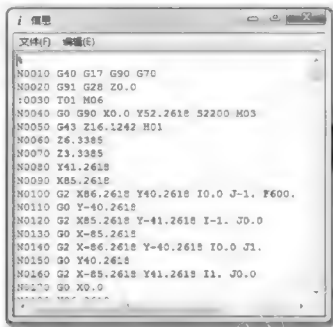 i 信息
文件(F) 编辑(E)
%
N0010 G40 G17 G90 G70
N0020 G91 G28 Z0.0
:0030 T01 M06
N0040 G0 G90 X0.0 Y52.2618 S2200 M03
N0050 G43 Z16.1242 H01
N0060 Z6.3385
N0070 Z3.3385
N0080 Y41.2618
N0090 X85.2618
N0100 G2 X86.2618 Y40.2618 I0.0 J-1. F600.
N0110 G0 Y-40.2618
N0120 G2 X85.2618 Y-41.2618 I-1. J0.0
N0130 G0 X-85.2618
N0140 G2 X-86.2618 Y-40.2618 I0.0 J1.
N0150 G0 Y40.2618
N0160 G2 X-85.2618 Y41.2618 I1. J0.0
N0170 G0 X0.0